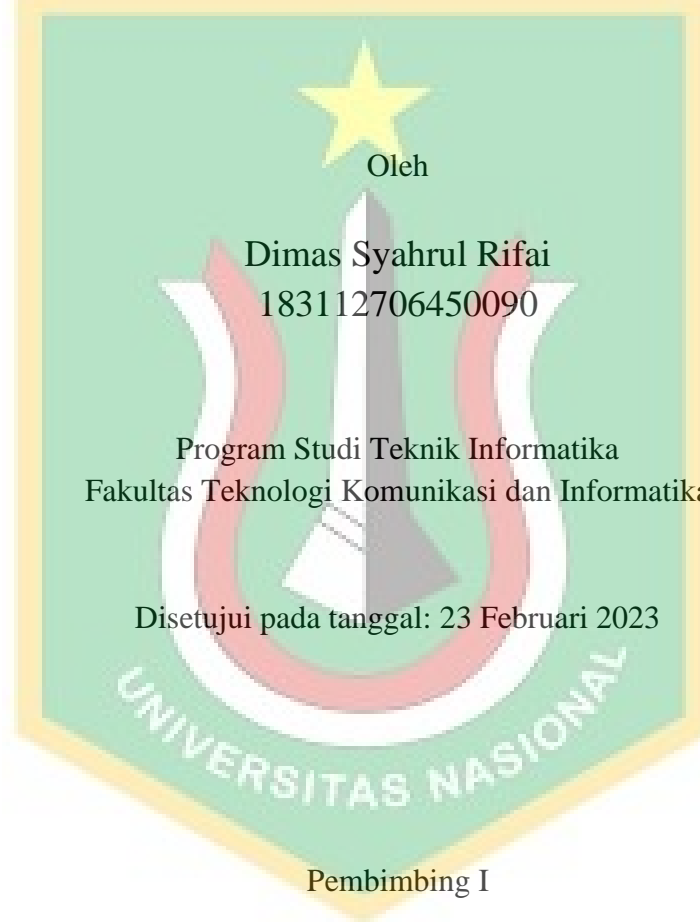 Oleh
Dimas Syahrul Rifai
183112706450090
Program Studi Teknik Informatika
Fakultas Teknologi Komunikasi dan Informatika
Disetujui pada tanggal: 23 Februari 2023
UNIVERSITAS NASIONAL
Pembimbing I